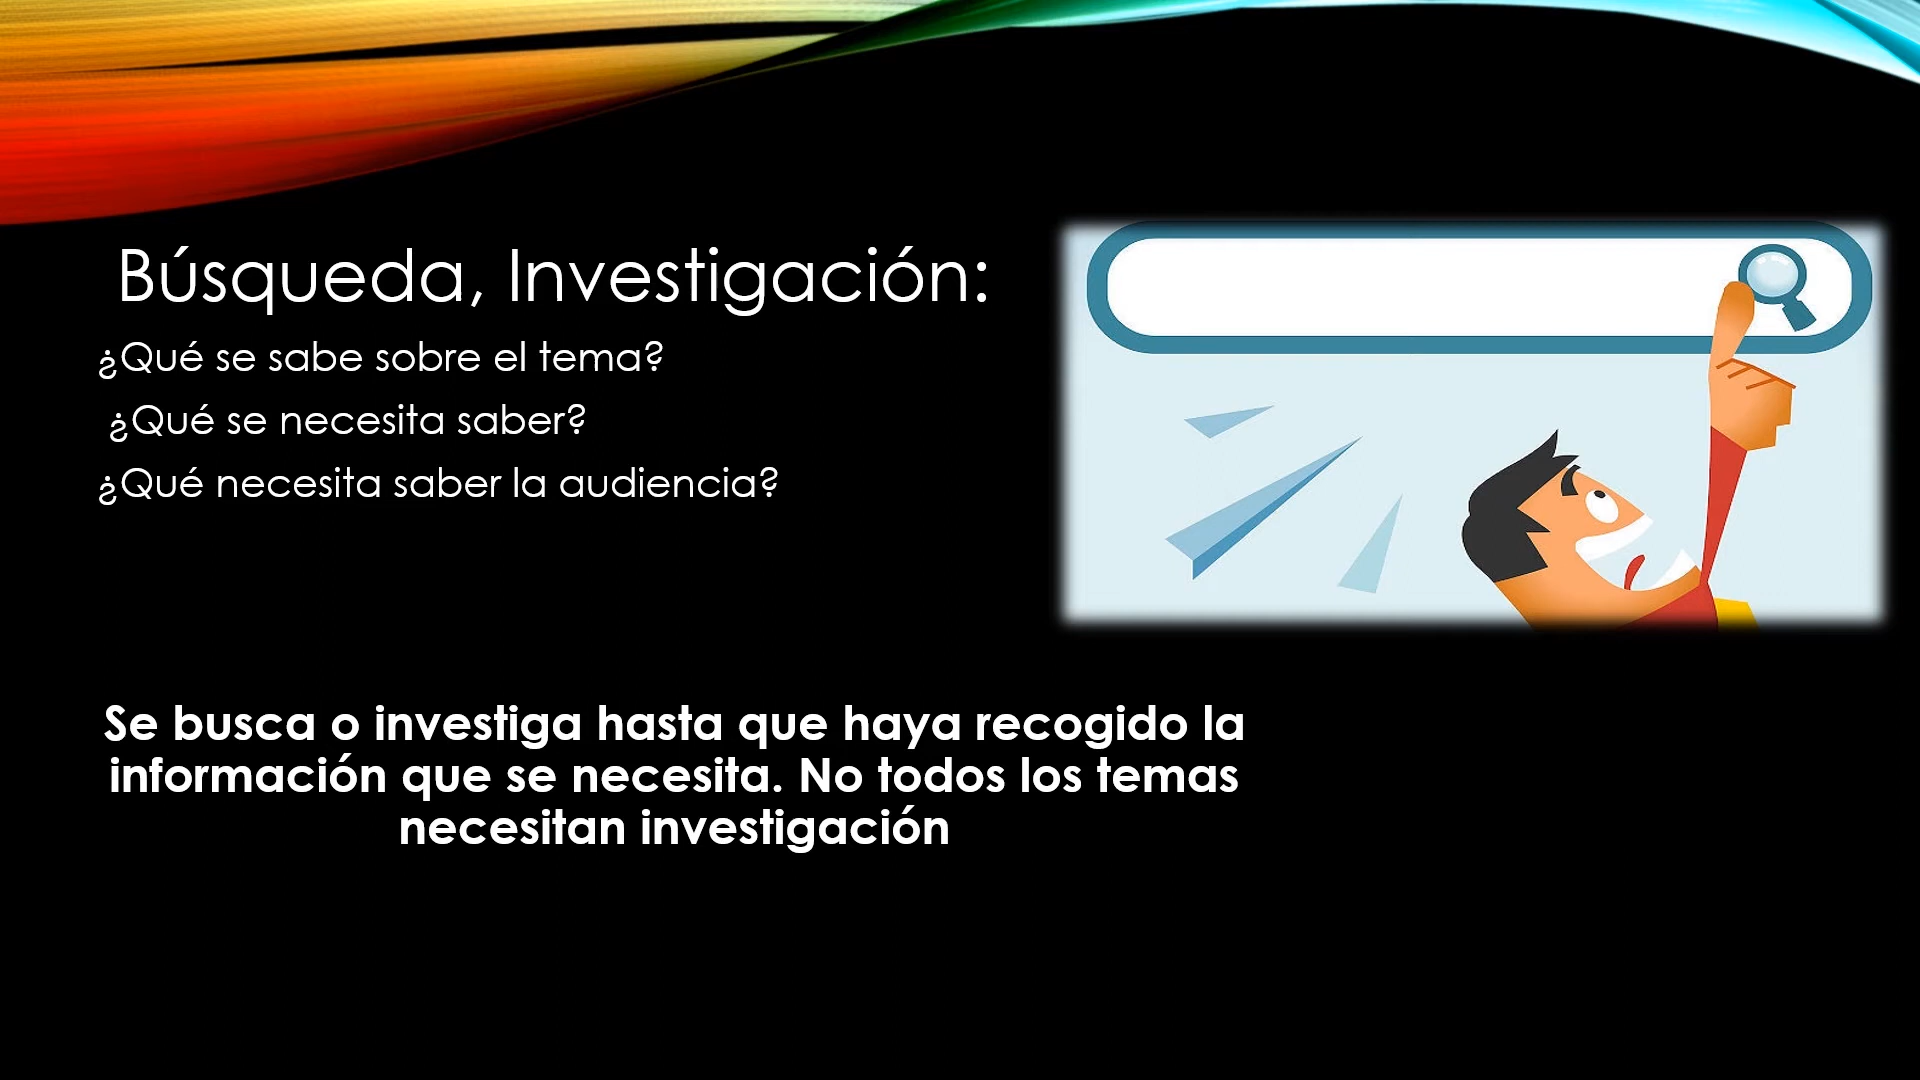 Búsqueda, Investigación:
¿Qué se sabe sobre el tema?
¿Qué se necesita saber?
¿Qué necesita saber la audiencia?
Se busca o investiga hasta que haya recogido la
información que se necesita. No todos los temas
necesitan investigación